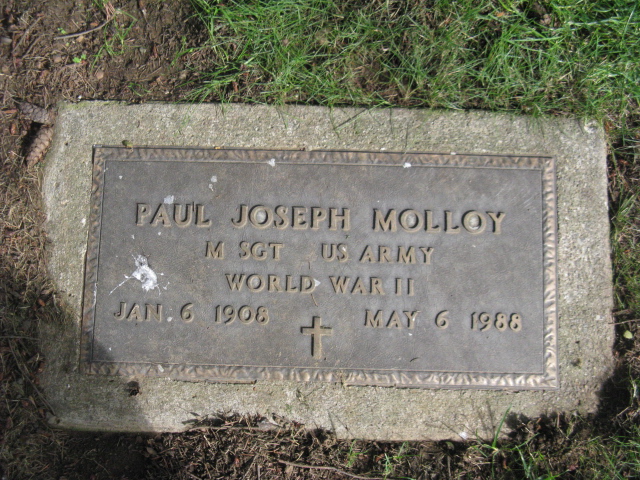 PAUL JOSEPH MOLLOY
M SGT US ARMY
WORLD WAR II
JAN. 6 1908 MAY 6 1988